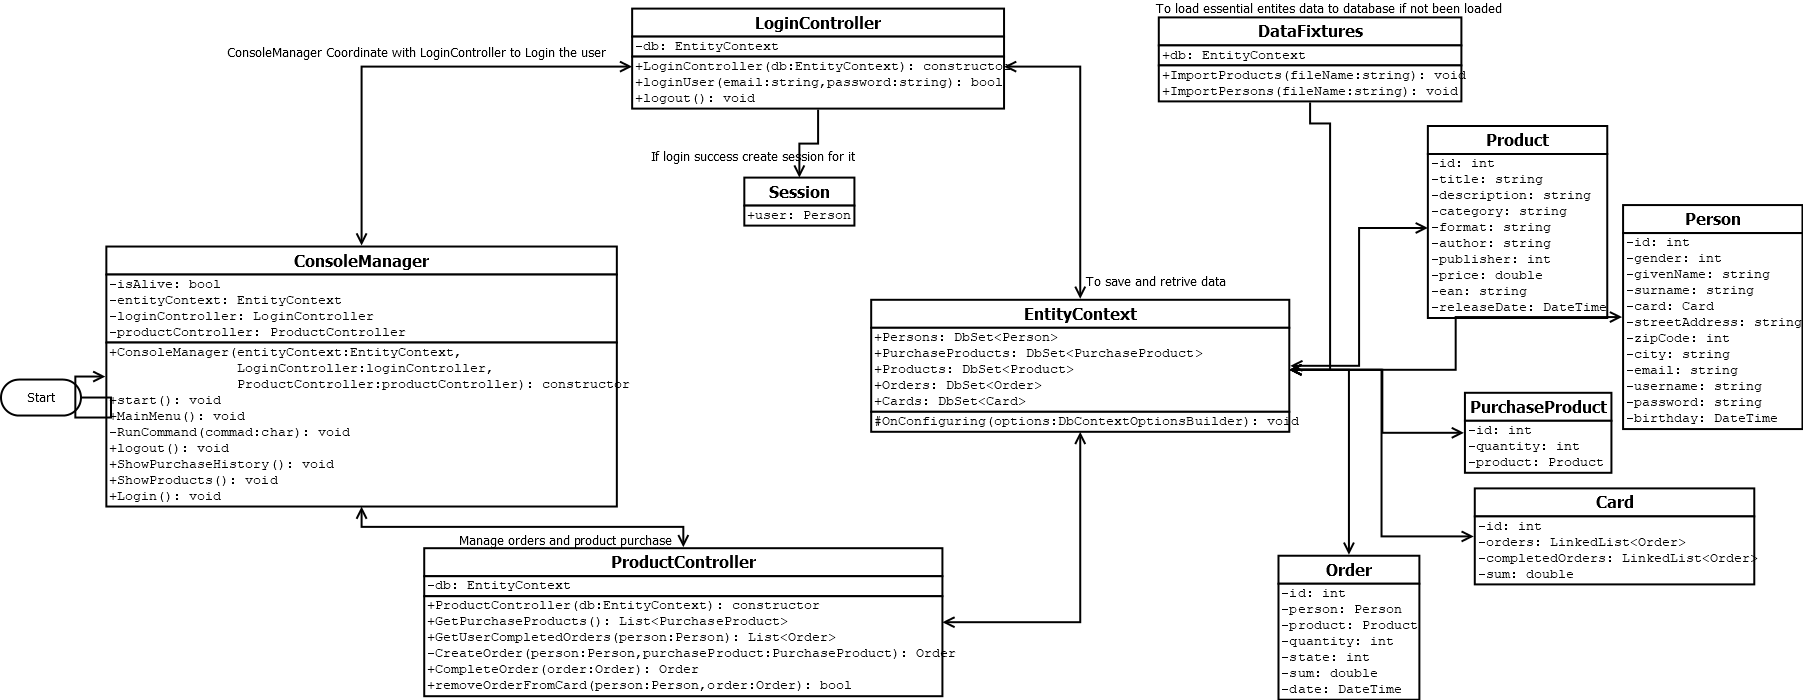 To load essential entites data to database if not been loaded
LoginController
-db: EntityContext
+LoginController(db:EntityContext): constructor
+loginUser(email:string,password:string): bool
+logout(): void
DataFixtures
+db: EntityContext
+ImportProducts(fileName:string): void
+ImportPersons(fileName:string): void
ConsoleManager Coordinate with LoginController to Login the user
If login success create session for it
Session
+user: Person
Product
-id: int
-title: string
-description: string
-category: string
-format: string
-author: string
-publisher: int
-price: double
-ean: string
-releaseDate: DateTime
Person
-id: int
-gender: int
-givenName: string
-surname: string
-card: Card
-streetAddress: string
-zipCode: int
-city: string
-email: string
-username: string
-password: string
-birthday: DateTime
ConsoleManager
-isAlive: bool
-entityContext: EntityContext
-loginController: LoginController
-productController: ProductController
+ConsoleManager(entityContext:EntityContext,
LoginController:loginController,
ProductController:productController): constructor
+start(): void
+MainMenu(): void
-RunCommand(commad:char): void
+logout(): void
+ShowPurchaseHistory(): void
+ShowProducts(): void
+Login(): void
Start
To save and retrive data
EntityContext
+Persons: DbSet<Person>
+PurchaseProducts: DbSet<PurchaseProduct>
+Products: DbSet<Product>
+Orders: DbSet<Order>
+Cards: DbSet<Card>
#OnConfiguring(options:DbContextOptionsBuilder): void
PurchaseProduct
-id: int
-quantity: int
-product: Product
Card
-id: int
-orders: LinkedList<Order>
-completedOrders: LinkedList<Order>
-sum: double
Manage orders and product purchase
ProductController
-db: EntityContext
+ProductController(db:EntityContext): constructor
+GetPurchaseProducts(): List<PurchaseProduct>
+GetUserCompletedOrders(person:Person): List<Order>
-CreateOrder(person:Person,purchaseProduct:PurchaseProduct): Order
+CompleteOrder(order:Order): Order
+removeOrderFromCard(person:Person,order:Order): bool
Order
-id: int
-person: Person
-product: Product
-quantity: int
-state: int
-sum: double
-date: DateTime